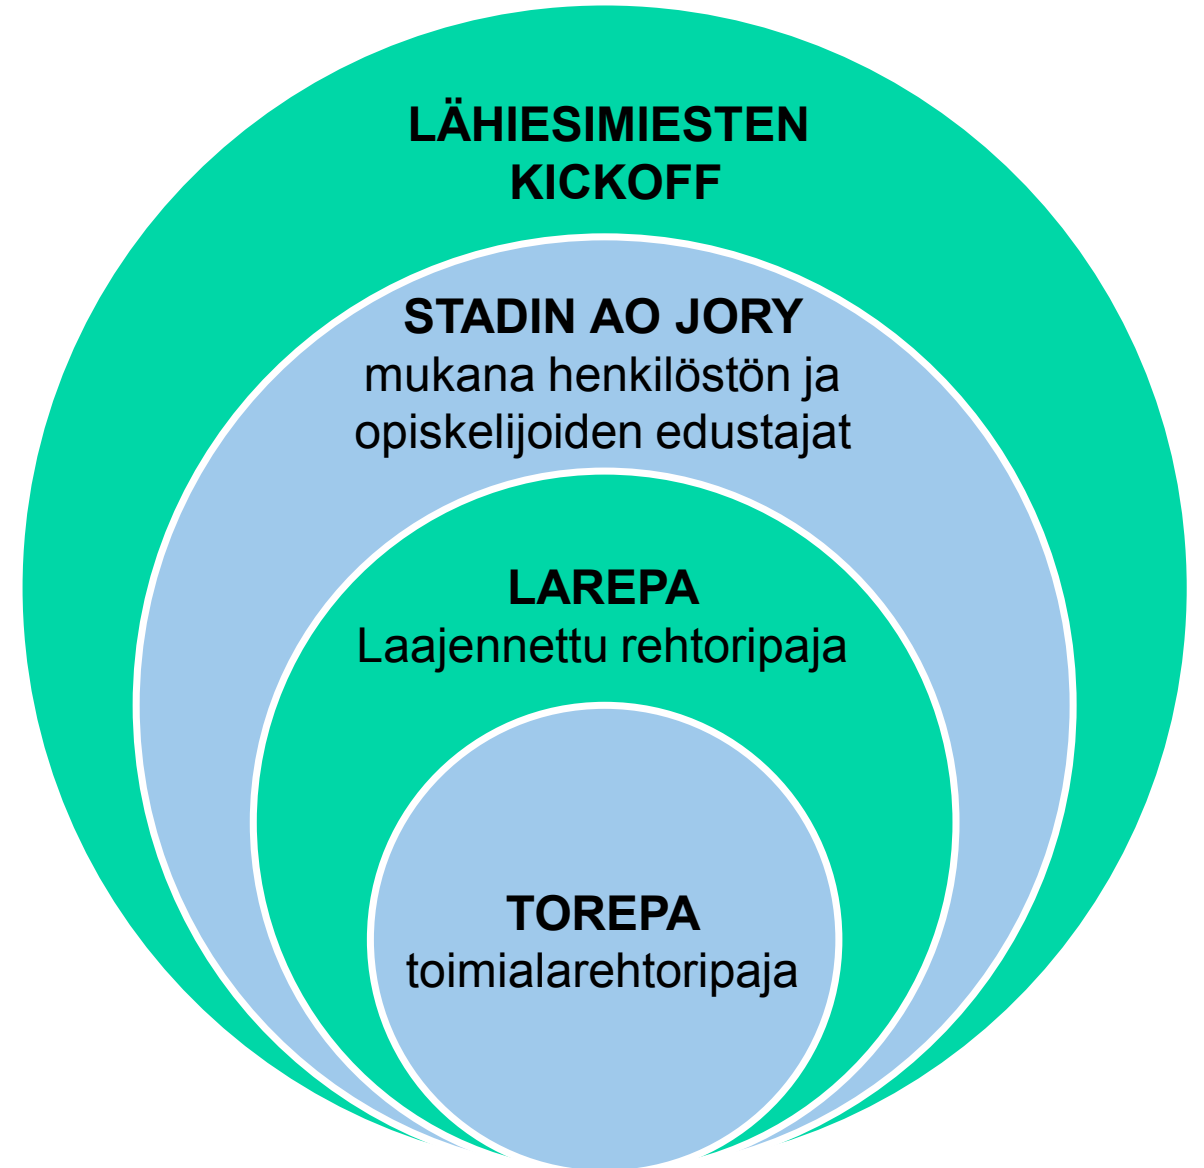 LÄHIESIMIESTEN
KICKOFF
STADIN AO JORY
mukana henkilöstön ja
opiskelijoiden edustajat
LAREPA
Laajennettu rehtoripaja
TOREPA
toimialarehtoripaja